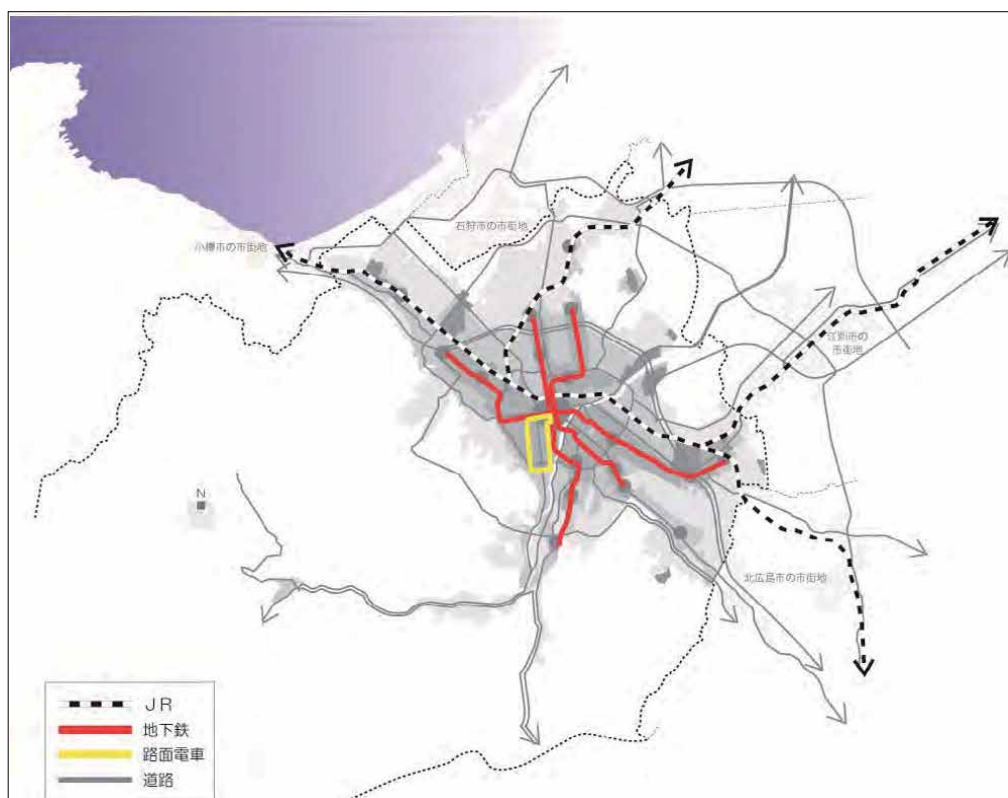 石狩市の市街地
小樽市の市街地
江別市の
市街地
N
北広島市の市街地
JR
地下鉄
路面電車
道路